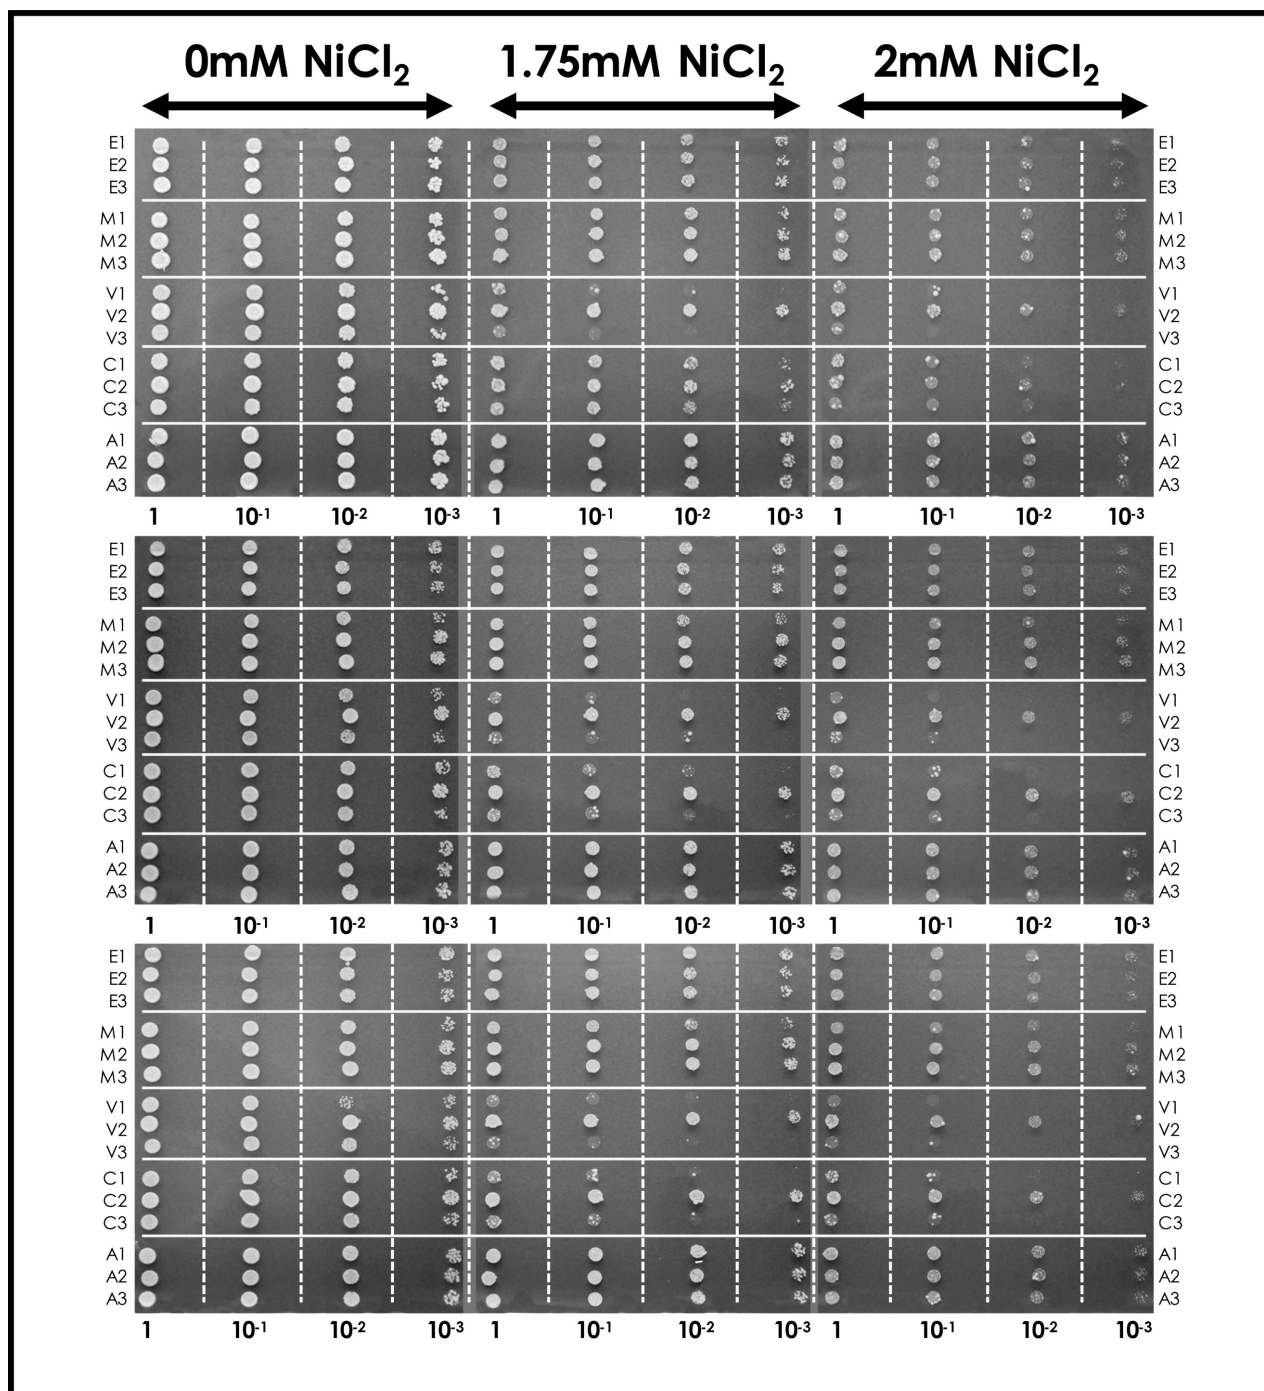 0mM NiCl₂ 1.75mM NiCl₂ 2mM NiCl₂
E1 E1
E2 E2
E3 E3
M1 M1
M2 M2
M3 M3
V1 V1
V2 V2
V3 V3
C1 C1
C2 C2
C3 C3
A1 A1
A2 A2
A3 A3
1 10⁻¹ 10⁻² 10⁻³ 1 10⁻¹ 10⁻² 10⁻³ 1 10⁻¹ 10⁻² 10⁻³
E1 E1
E2 E2
E3 E3
M1 M1
M2 M2
M3 M3
V1 V1
V2 V2
V3 V3
C1 C1
C2 C2
C3 C3
A1 A1
A2 A2
A3 A3
1 10⁻¹ 10⁻² 10⁻³ 1 10⁻¹ 10⁻² 10⁻³ 1 10⁻¹ 10⁻² 10⁻³
E1 E1
E2 E2
E3 E3
M1 M1
M2 M2
M3 M3
V1 V1
V2 V2
V3 V3
C1 C1
C2 C2
C3 C3
A1 A1
A2 A2
A3 A3
1 10⁻¹ 10⁻² 10⁻³ 1 10⁻¹ 10⁻² 10⁻³ 1 10⁻¹ 10⁻² 10⁻³